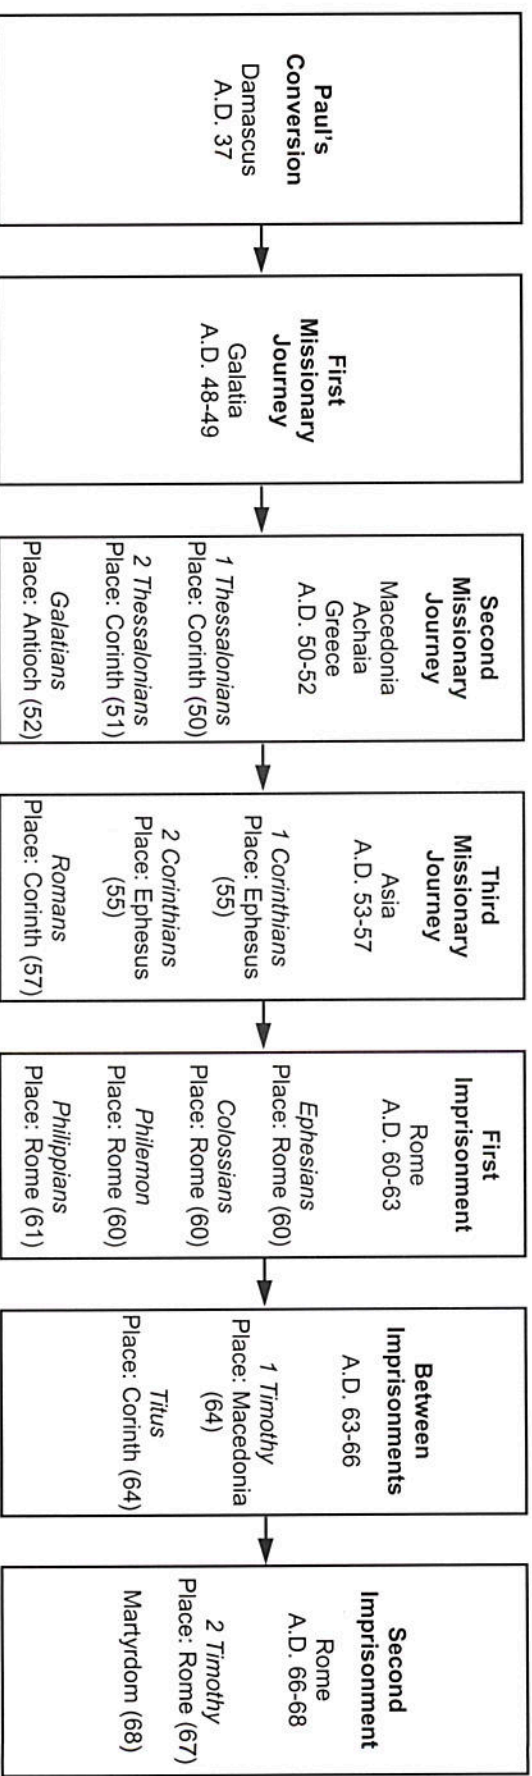 Paul's
Conversion
Damascus
A.D. 37
First
Missionary
Journey
Galatia
A.D. 48-49
Second
Missionary
Journey
Macedonia
Achaia
Greece
A.D. 50-52
1 Thessalonians
Place: Corinth (50)
2 Thessalonians
Place: Corinth (51)
Galatians
Place: Antioch (52)
Third
Missionary
Journey
Asia
A.D. 53-57
1 Corinthians
Place: Ephesus
(55)
2 Corinthians
Place: Ephesus
(55)
Romans
Place: Corinth (57)
First
Imprisonment
Rome
A.D. 60-63
Ephesians
Place: Rome (60)
Colossians
Place: Rome (60)
Philemon
Place: Rome (60)
Philippians
Place: Rome (61)
Between
Imprisonments
A.D. 63-66
1 Timothy
Place: Macedonia
(64)
Titus
Place: Corinth (64)
Second
Imprisonment
Rome
A.D. 66-68
2 Timothy
Place: Rome (67)
Martyrdom (68)